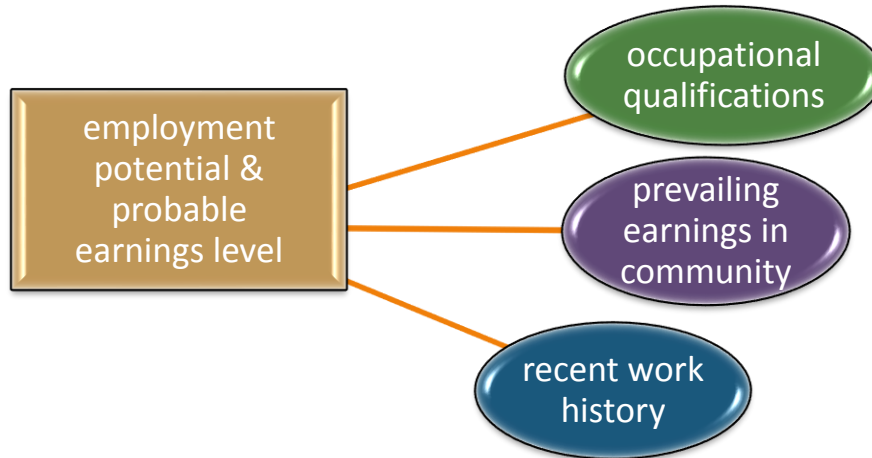 employment
potential &
probable
earnings level
occupational
qualifications
prevailing
earnings in
community
recent work
history